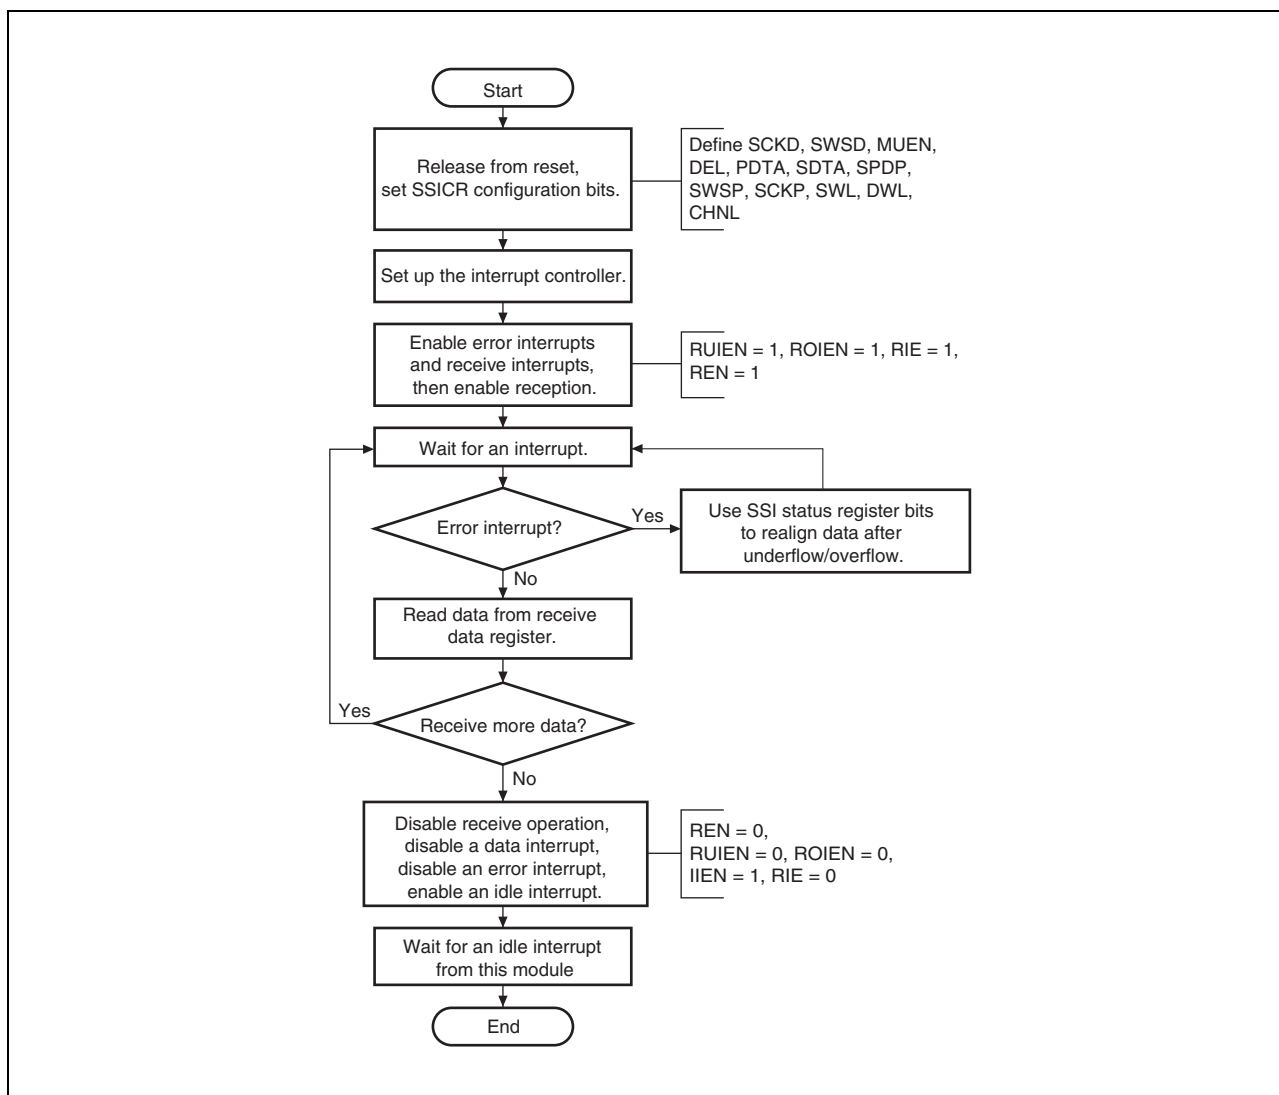 Start
Release from reset,
set SSICR configuration bits.
Define SCKD, SWSD, MUEN,
DEL, PDTA, SDTA, SPDP,
SWSP, SCKP, SWL, DWL,
CHNL
Set up the interrupt controller.
Enable error interrupts
and receive interrupts,
then enable reception.
RUIEN = 1, ROIEN = 1, RIE = 1,
REN = 1
Wait for an interrupt.
Error interrupt?
Yes
Use SSI status register bits
to realign data after
underflow/overflow.
No
Read data from receive
data register.
Yes
Receive more data?
No
Disable receive operation,
disable a data interrupt,
disable an error interrupt,
enable an idle interrupt.
REN = 0,
RUIEN = 0, ROIEN = 0,
IIEN = 1, RIE = 0
Wait for an idle interrupt
from this module
End